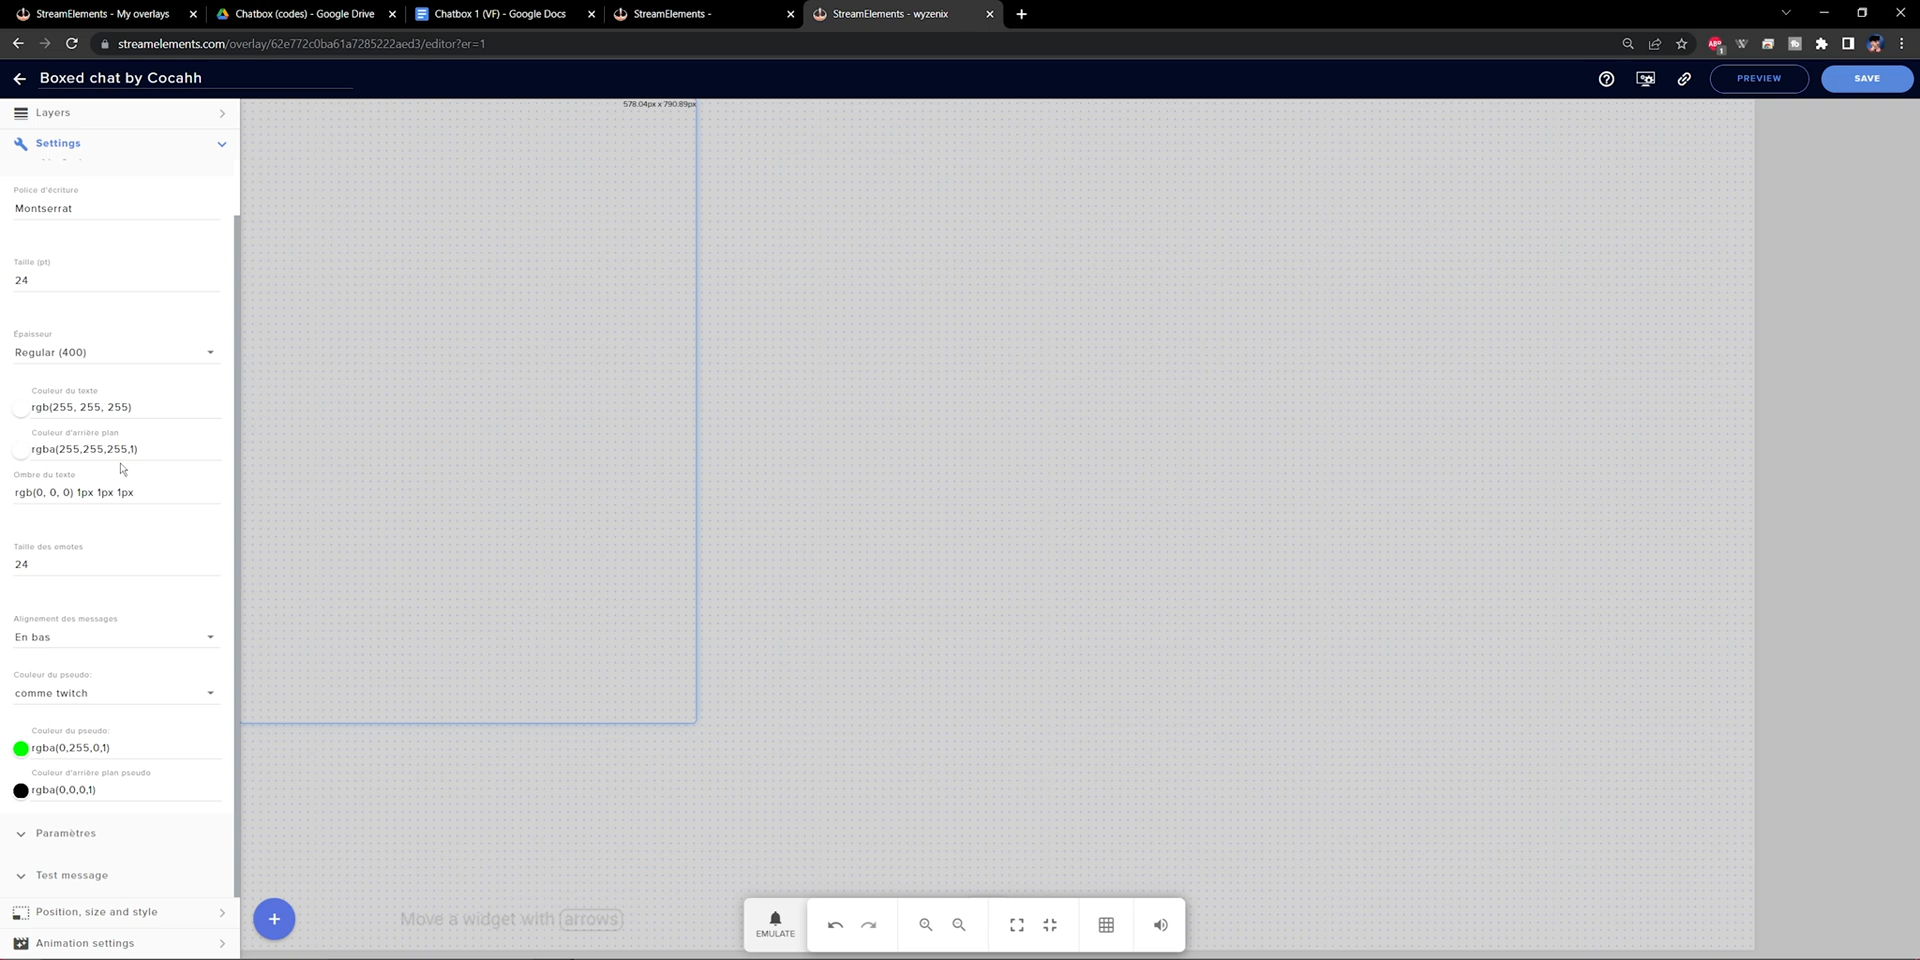 StreamElements - My overlays
Chatbox (codes) - Google Drive
Chatbox 1 (VF) - Google Docs
StreamElements -
StreamElements - wyzenix
streamelements.com/overlay/62e772c0ba61a7285222aed3/editor?er=1
ABP
1
W
Boxed chat by Cocahh
PREVIEW
SAVE
Layers
578.04px x 790.89px
Settings
Police d'écriture
Montserrat
Taille (pt)
24
Épaisseur
Regular (400)
Couleur du texte
rgb(255, 255, 255)
Couleur d'arrière plan
rgba(255,255,255,1)
Ombre du texte
rgb(0, 0, 0) 1px 1px 1px
Taille des emotes
24
Alignement des messages
En bas
Couleur du pseudo:
comme twitch
Couleur du pseudo:
rgba(0,255,0,1)
Couleur d'arrière plan pseudo
rgba(0,0,0,1)
Paramètres
Test message
Position, size and style
Animation settings
Move a widget with arrows
EMULATE